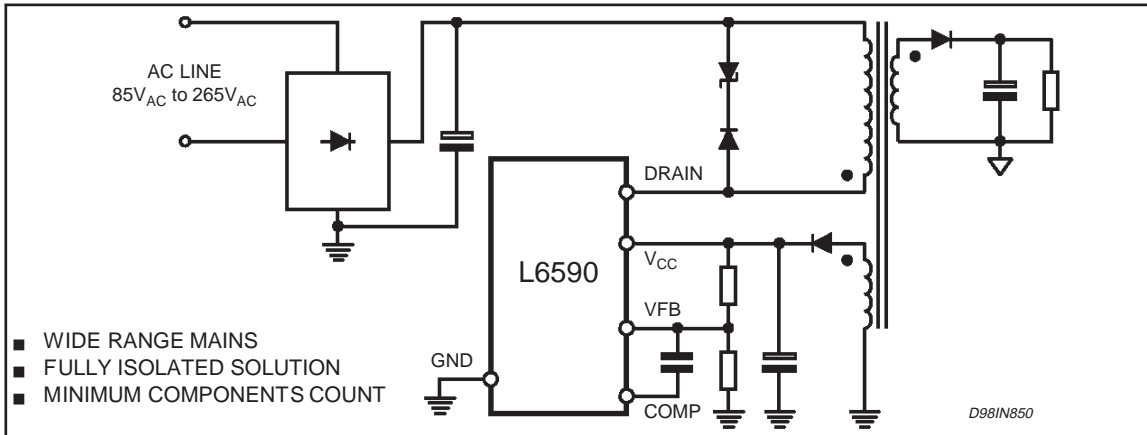 AC LINE
85VAC to 265VAC
DRAIN
L6590
VCC
VFB
GND
COMP
■ WIDE RANGE MAINS
■ FULLY ISOLATED SOLUTION
■ MINIMUM COMPONENTS COUNT
D98IN850